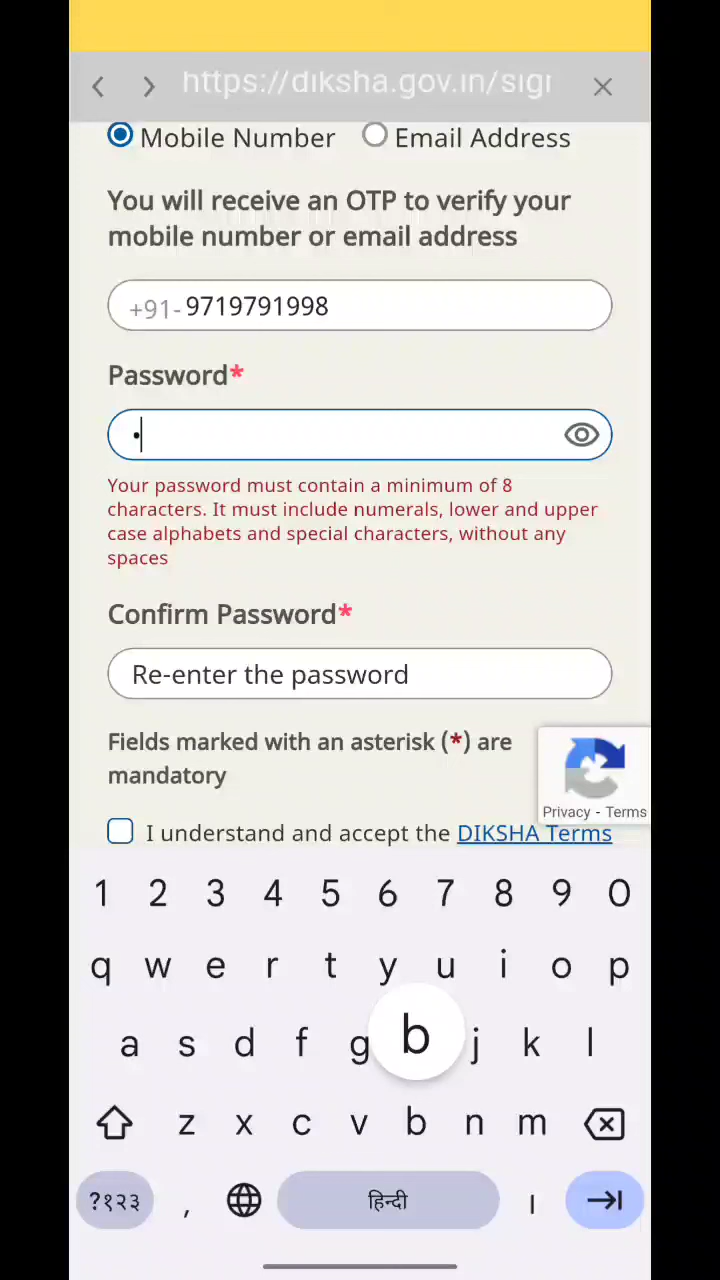 https://diksha.gov.in/sigr
Mobile Number Email Address
You will receive an OTP to verify your
mobile number or email address
+91- 9719791998
Password*
•
Your password must contain a minimum of 8
characters. It must include numerals, lower and upper
case alphabets and special characters, without any
spaces
Confirm Password*
Re-enter the password
Fields marked with an asterisk (*) are
mandatory
Privacy - Terms
I understand and accept the DIKSHA Terms
1 2 3 4 5 6 7 8 9 0
q w e r t y u i o p
a s d f g b j k l
z x c v b n m
?१२३ , हिन्दी ।